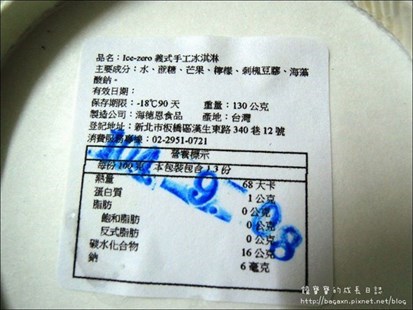 品名：Ice-zero 義式手工冰淇淋
主要成分：水、蔗糖、芒果、檸檬、刺槐豆膠、海藻
酸鈉。
有效日期：
保存期限：-18℃90 天 重量：130 公克
製造公司：海德恩食品 產地：台灣
登記地址：新北市板橋區漢生東路 340 巷 12 號
消費服務專線：02-2951-0721
營養標示
每份 100 克 本包裝包含 1.3 份
熱量 68 大卡
蛋白質 1 公克
脂肪 0 公克
飽和脂肪 0 公克
反式脂肪 0 公克
碳水化合物 16 公克
鈉 6 毫克
104. 9 -08
寶寶的成長日誌
http://bagaxn.pixnet.net/blog